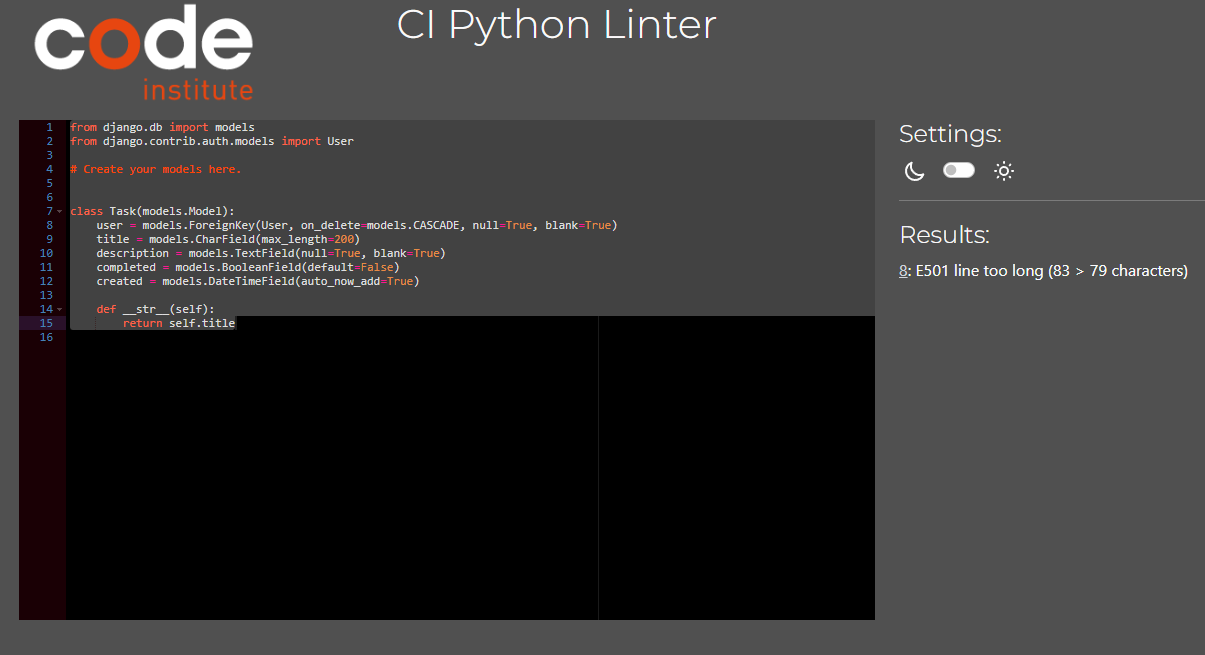 code
institute
CI Python Linter
1 from django.db import models
2 from django.contrib.auth.models import User
3
4 # Create your models here.
5
6
7 class Task(models.Model):
8     user = models.ForeignKey(User, on_delete=models.CASCADE, null=True, blank=True)
9     title = models.CharField(max_length=200)
10     description = models.TextField(null=True, blank=True)
11     completed = models.BooleanField(default=False)
12     created = models.DateTimeField(auto_now_add=True)
13
14     def __str__(self):
15         return self.title
16
Settings:
Results:
8: E501 line too long (83 > 79 characters)